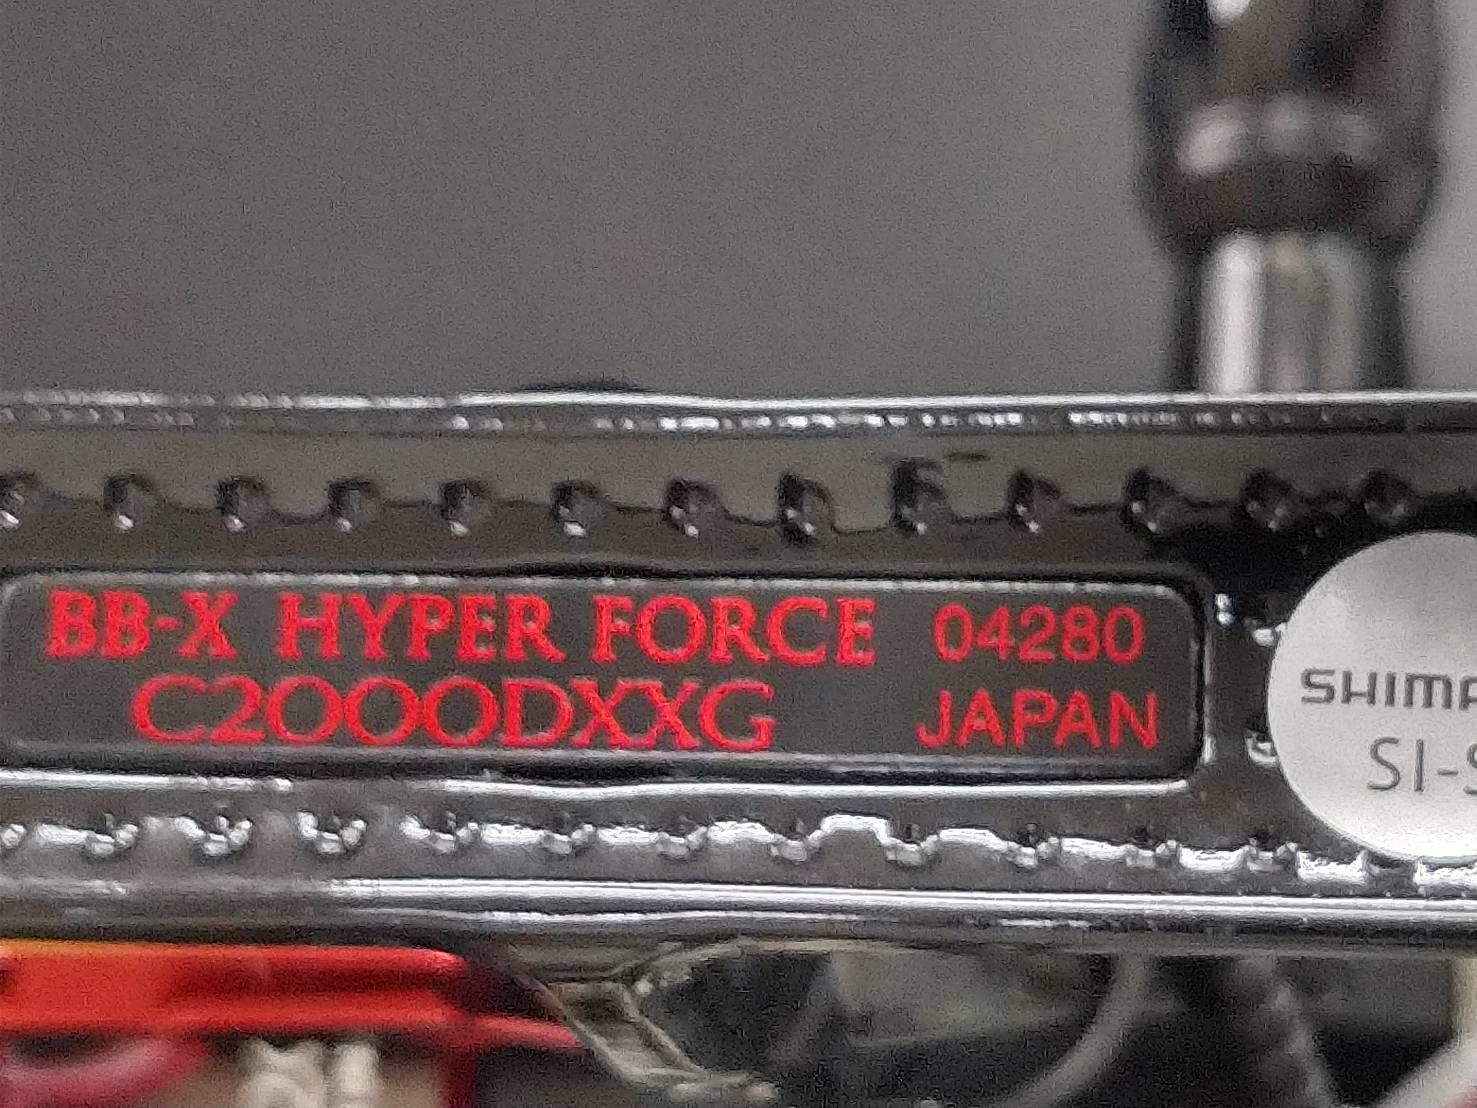 BB-X HYPER FORCE 04280
C2000DXXG JAPAN